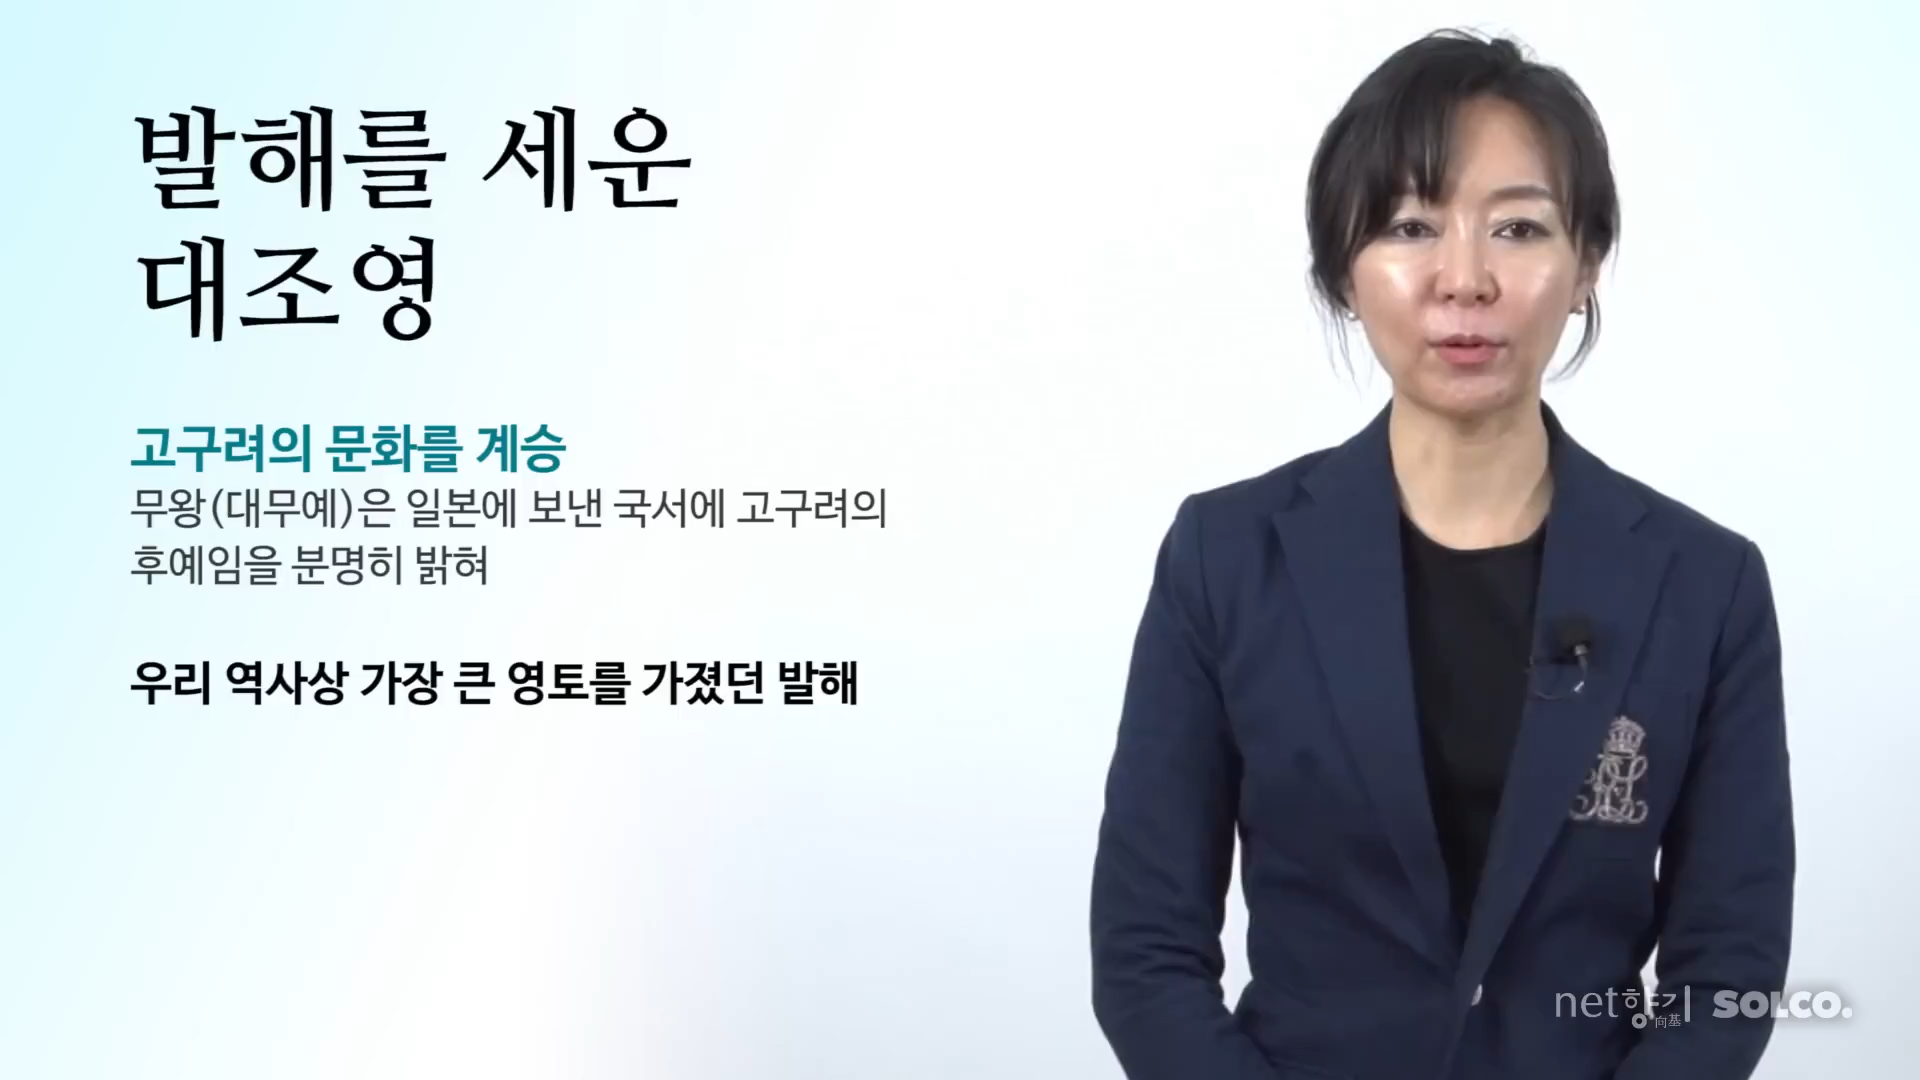 발해를 세운
대조영
고구려의 문화를 계승
무왕(대무예)은 일본에 보낸 국서에 고구려의
후예임을 분명히 밝혀
우리 역사상 가장 큰 영토를 가졌던 발해
net향기 SOLCO.
向基